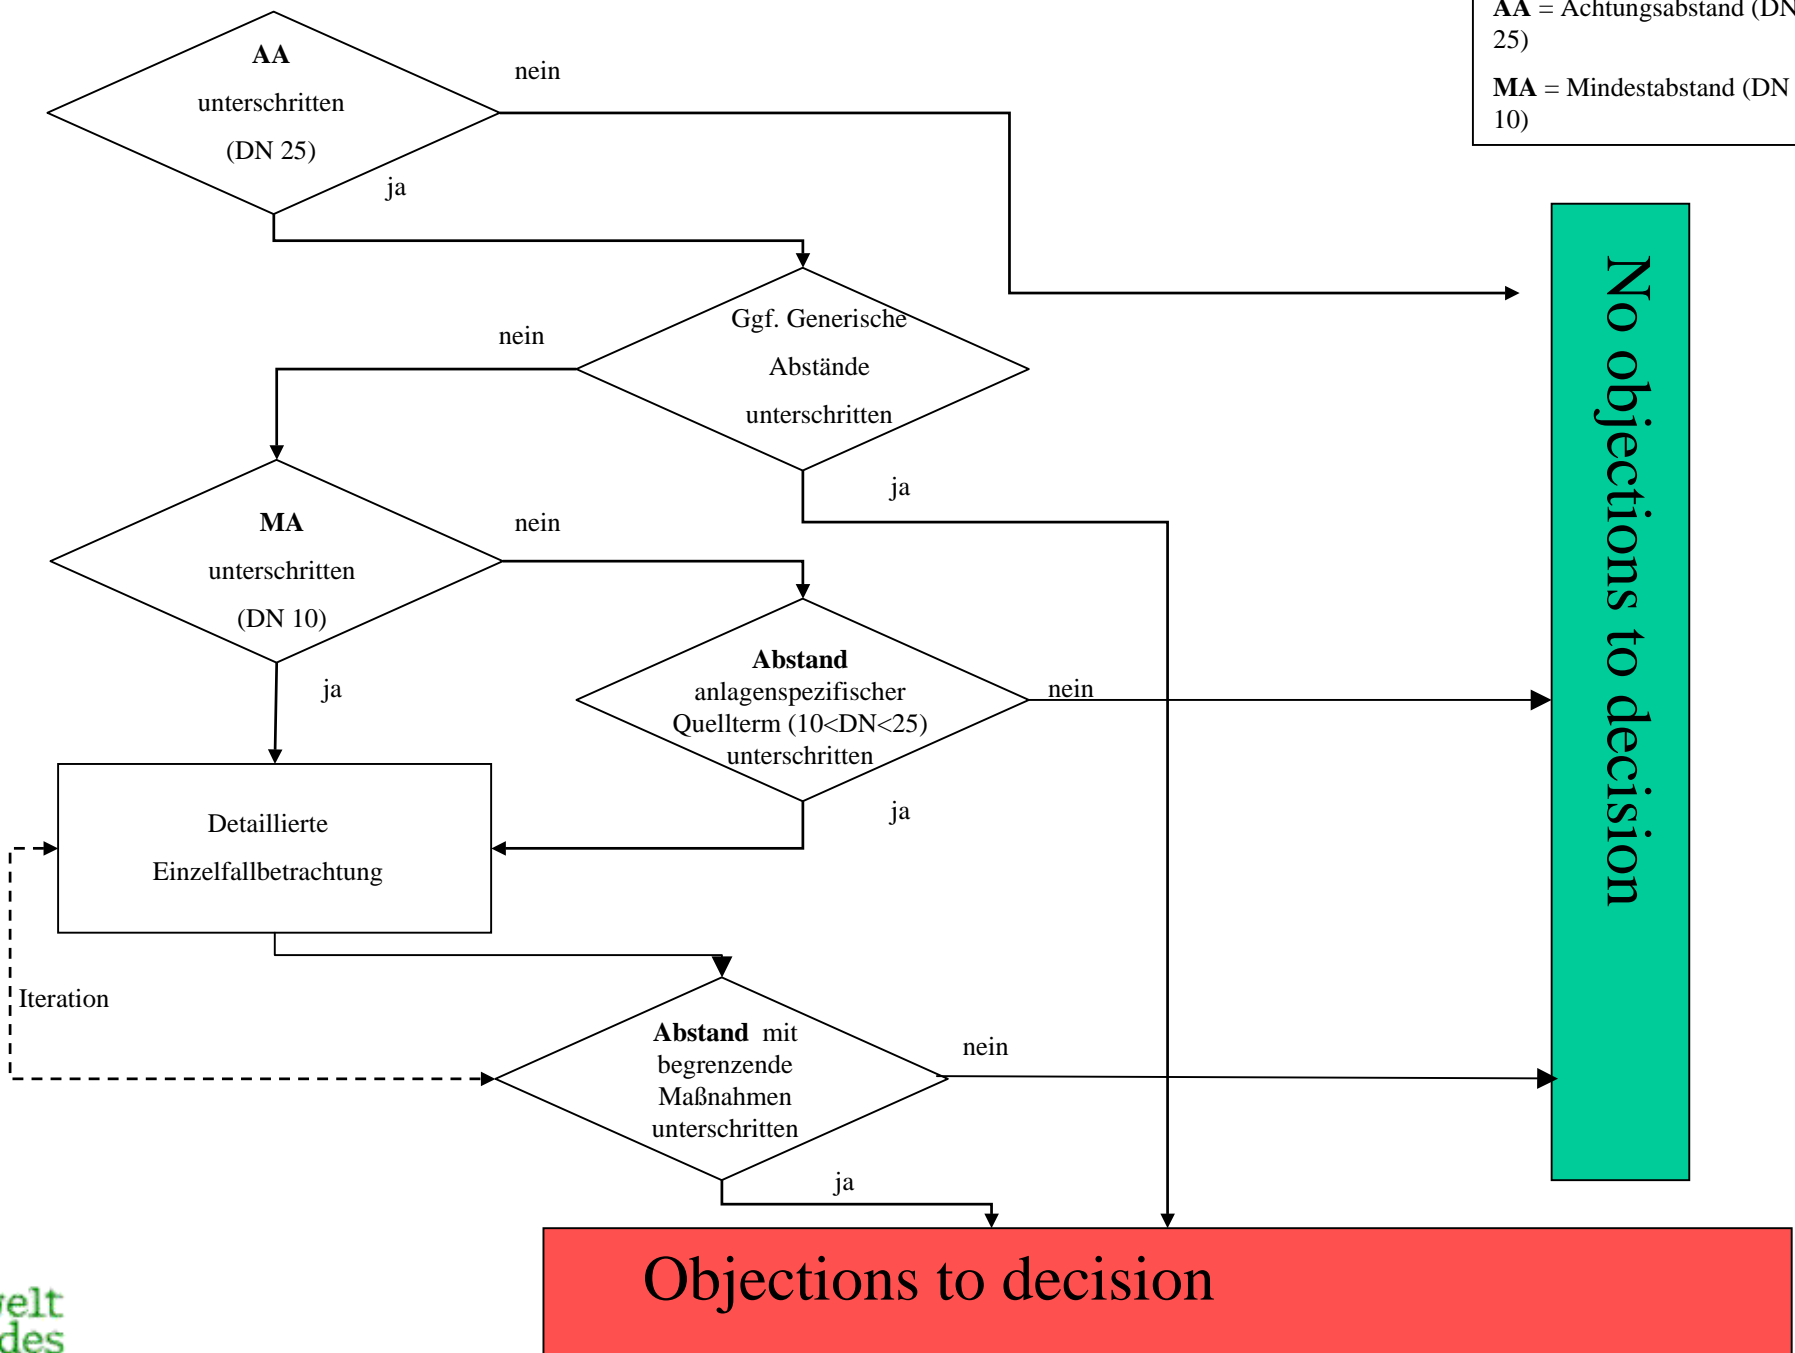 AA
unterschritten
(DN 25)
nein
ja
AA = Achtungsabstand (DN
25)
MA = Mindestabstand (DN
10)
Ggf. Generische
Abstände
unterschritten
nein
ja
MA
unterschritten
(DN 10)
nein
ja
Abstand
anlagenspezifischer
Quellterm (10<DN<25)
unterschritten
nein
ja
Detaillierte
Einzelfallbetrachtung
Iteration
Abstand mit
begrenzende
Maßnahmen
unterschritten
nein
ja
No objections to decision
Objections to decision
welt
des